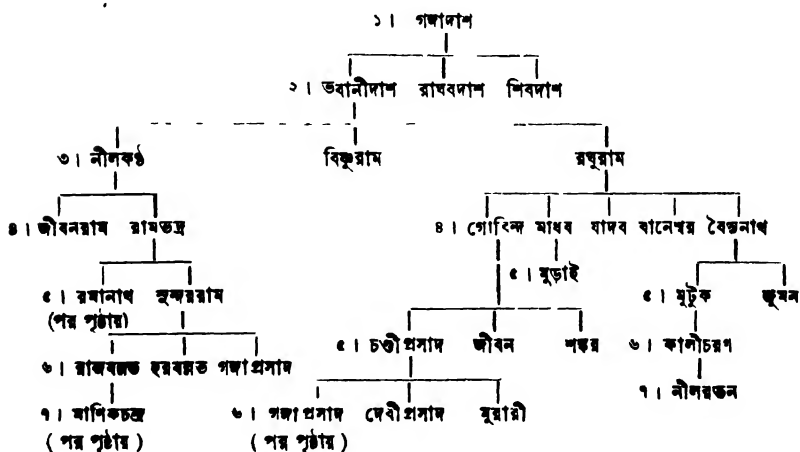 ১। গঙ্গাদাশ
২। ভবানীদাশ রাঘবদাশ শিবদাশ
৩। নীলকণ্ঠ বিষ্ণুরাম রঘুরাম
৪। জীবনরাম রামভদ্র ৪। গোবিন্দ মাধব যাদব বানেশ্বর বৈদ্যনাথ
৫। রমানাথ সুন্দররাম ৫। মুড়াই ৫। মুটুক ঝুমন
(পর পৃষ্ঠায়)
৫। চণ্ডীপ্রসাদ জীবন শঙ্কর ৬। কালীচরণ
৬। রাজবল্লভ হরবল্লভ গঙ্গাপ্রসাদ
৭। নীলরতন
৭। মাণিকচন্দ্র ৬। গঙ্গাপ্রসাদ দেবীপ্রসাদ মুরারী
(পর পৃষ্ঠায়) (পর পৃষ্ঠায়)